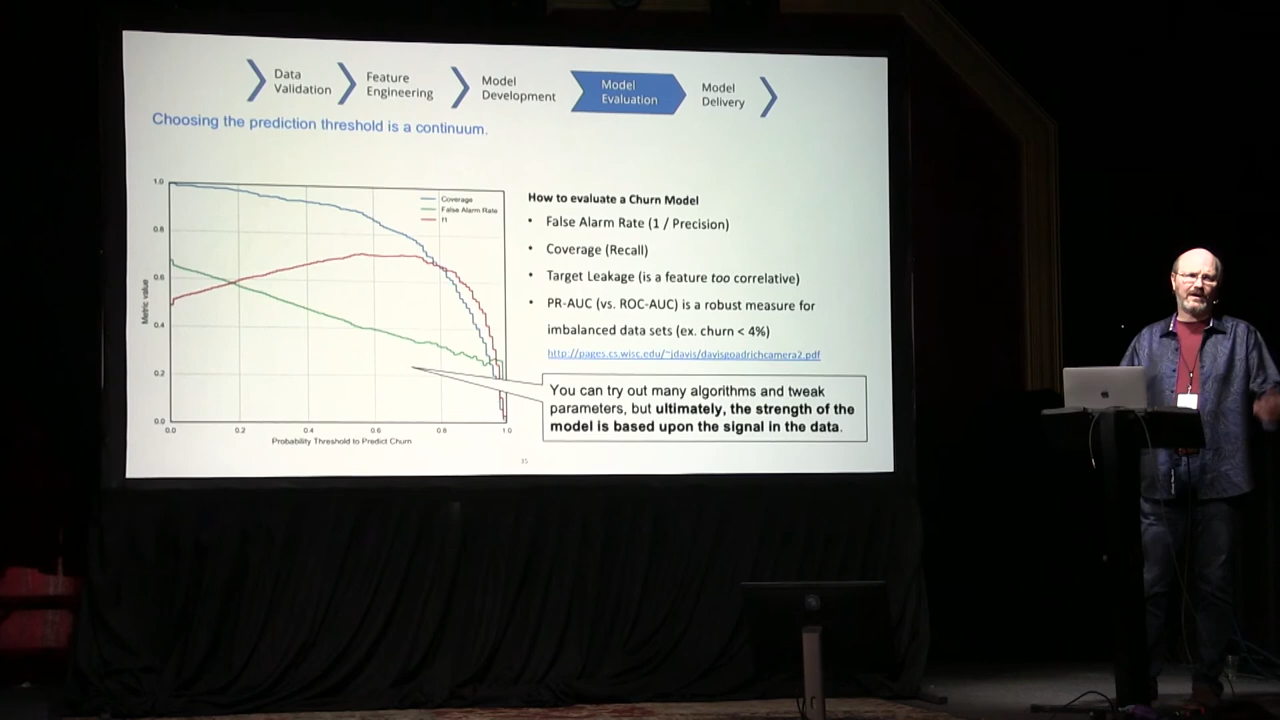 Data
Validation
Feature
Engineering
Model
Development
Model
Evaluation
Model
Delivery
Choosing the prediction threshold is a continuum.
1.0
0.8
0.6
0.4
0.2
0.0
Metric value
0.0 0.2 0.4 0.6 0.8 1.0
Probability Threshold to Predict Churn
Coverage
False Alarm Rate
f1
How to evaluate a Churn Model
• False Alarm Rate (1 / Precision)
• Coverage (Recall)
• Target Leakage (is a feature too correlative)
• PR-AUC (vs. ROC-AUC) is a robust measure for
imbalanced data sets (ex. churn < 4%)
http://pages.cs.wisc.edu/~jdavis/davisgoadrichcamera2.pdf
You can try out many algorithms and tweak
parameters, but ultimately, the strength of the
model is based upon the signal in the data.